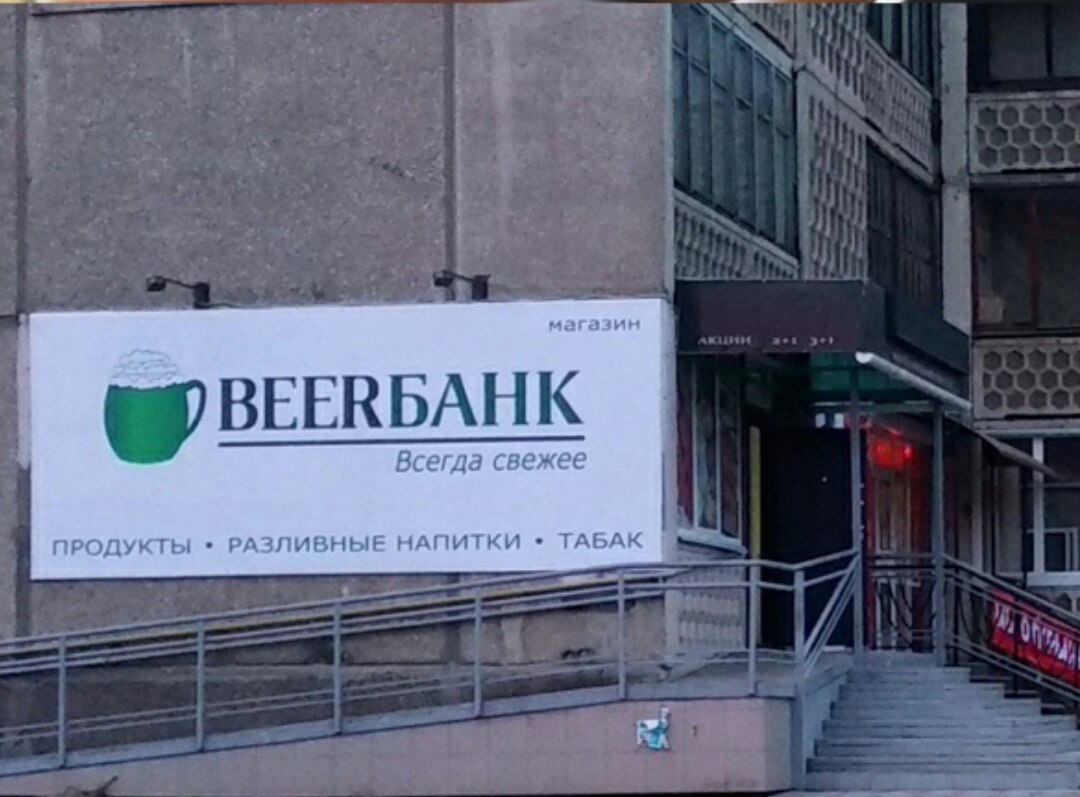 магазин
BEERБАНК
Всегда свежее
ПРОДУКТЫ • РАЗЛИВНЫЕ НАПИТКИ • ТАБАК
АКЦИИ 2+1 3+1